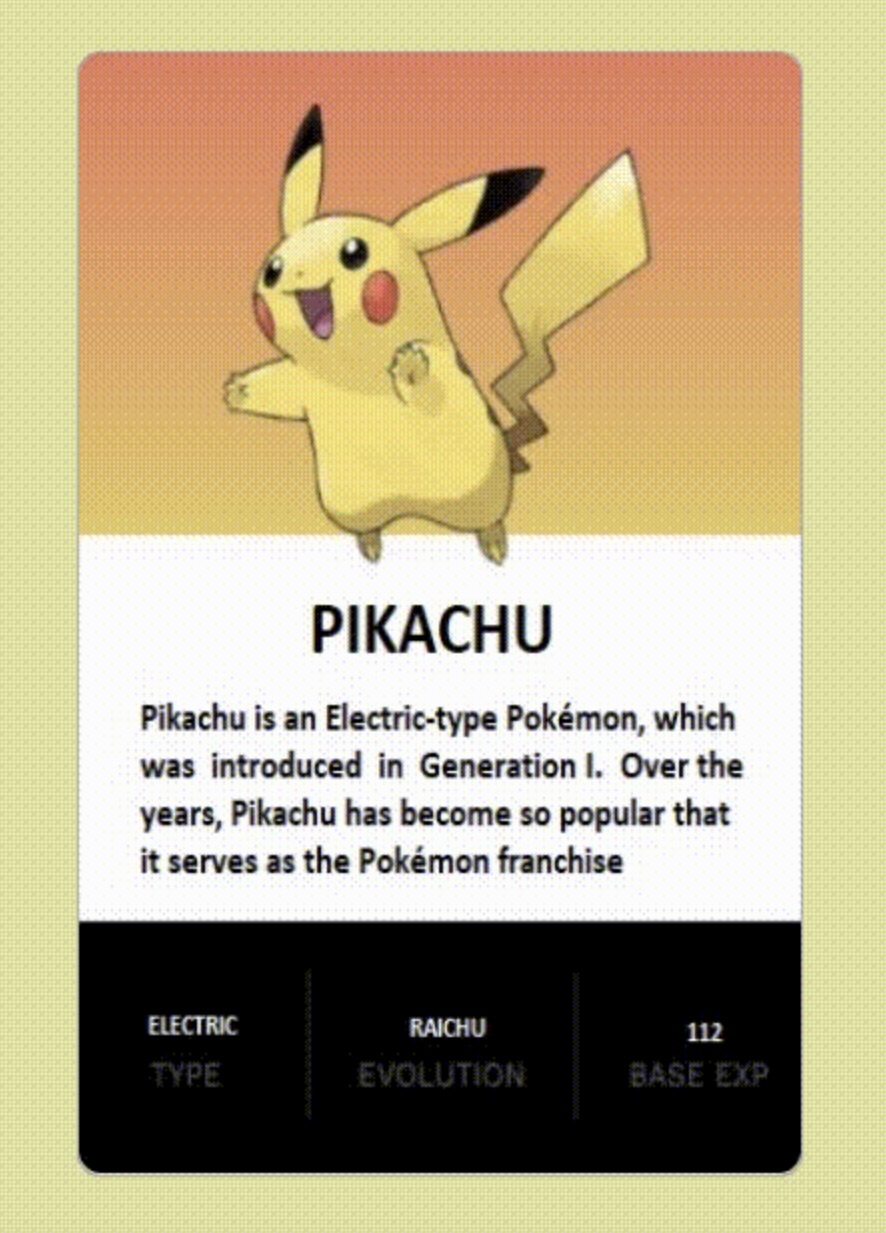 PIKACHU
Pikachu is an Electric-type Pokémon, which
was introduced in Generation I. Over the
years, Pikachu has become so popular that
it serves as the Pokémon franchise
ELECTRIC
TYPE
RAICHU
EVOLUTION
112
BASE EXP